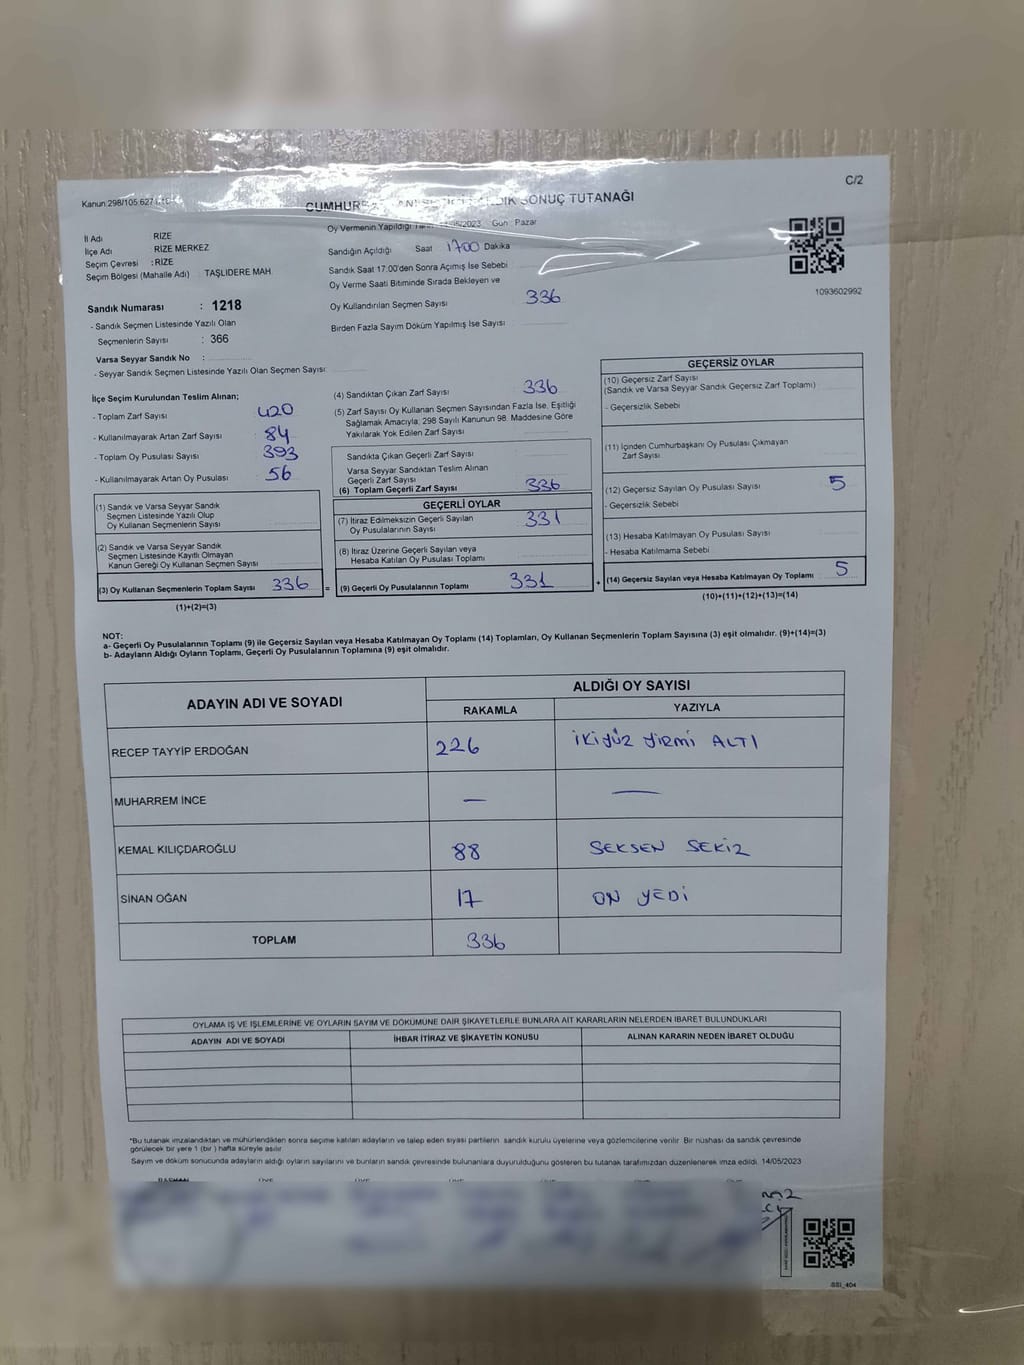 C/2
Kanun:298/105
SONUÇ TUTANAĞI
Oy Vermenin Yapıldığı 2023 Gün : Pazar
İl Adı RİZE
İlçe Adı RİZE MERKEZ
Seçim Çevresi : RİZE
Seçim Bölgesi (Mahalle Adı) : TAŞLIDERE MAH.
Sandığın Açıldığı Saat 1700 Dakika
Sandık Saat 17:00'den Sonra Açımış İse Sebebi
Oy Verme Saati Bitiminde Sırada Bekleyen ve
Oy Kullandırılan Seçmen Sayısı 336
Birden Fazla Sayım Döküm Yapılmış İse Sayısı
1093602992
Sandık Numarası : 1218
- Sandık Seçmen Listesinde Yazılı Olan
Seçmenlerin Sayısı : 366
Varsa Seyyar Sandık No :
- Seyyar Sandık Seçmen Listesinde Yazılı Olan Seçmen Sayısı:
İlçe Seçim Kurulundan Teslim Alınan;
- Toplam Zarf Sayısı 420
- Kullanılmayarak Artan Zarf Sayısı 84
- Toplam Oy Pusulası Sayısı 393
- Kullanılmayarak Artan Oy Pusulası 56
(1) Sandık ve Varsa Seyyar Sandık
Seçmen Listesinde Yazılı Olup
Oy Kullanan Seçmenlerin Sayısı
(2) Sandık ve Varsa Seyyar Sandık
Seçmen Listesinde Kayıtlı Olmayan
Kanun Gereği Oy Kullanan Seçmen Sayısı
(3) Oy Kullanan Seçmenlerin Toplam Sayısı 336 =
(1)+(2)=(3)
(4) Sandıktan Çıkan Zarf Sayısı 336
(5) Zarf Sayısı Oy Kullanan Seçmen Sayısından Fazla İse, Eşitliği
Sağlamak Amacıyla; 298 Sayılı Kanunun 98. Maddesine Göre
Yakılarak Yok Edilen Zarf Sayısı
Sandıkta Çıkan Geçerli Zarf Sayısı
Varsa Seyyar Sandıktan Teslim Alınan
Geçerli Zarf Sayısı
(6) Toplam Geçerli Zarf Sayısı 336
GEÇERLİ OYLAR
(7) İtiraz Edilmeksizin Geçerli Sayılan
Oy Pusulalarının Sayısı 331
(8) İtiraz Üzerine Geçerli Sayılan veya
Hesaba Katılan Oy Pusulası Toplamı
(9) Geçerli Oy Pusulalarının Toplamı 331 +
GEÇERSİZ OYLAR
(10) Geçersiz Zarf Sayısı
(Sandık ve Varsa Seyyar Sandık Geçersiz Zarf Toplamı)
- Geçersizlik Sebebi
(11) İçinden Cumhurbaşkanı Oy Pusulası Çıkmayan
Zarf Sayısı
(12) Geçersiz Sayılan Oy Pusulası Sayısı 5
- Geçersizlik Sebebi
(13) Hesaba Katılmayan Oy Pusulası Sayısı
- Hesaba Katılmama Sebebi
(14) Geçersiz Sayılan veya Hesaba Katılmayan Oy Toplamı 5
(10)+(11)+(12)+(13)=(14)
NOT:
a- Geçerli Oy Pusulalarının Toplamı (9) ile Geçersiz Sayılan veya Hesaba Katılmayan Oy Toplamı (14) Toplamları, Oy Kullanan Seçmenlerin Toplam Sayısına (3) eşit olmalıdır. (9)+(14)=(3)
b- Adayların Aldığı Oyların Toplamı, Geçerli Oy Pusulalarının Toplamına (9) eşit olmalıdır.
ADAYIN ADI VE SOYADI ALDIĞI OY SAYISI
RAKAMLA YAZIYLA
RECEP TAYYİP ERDOĞAN 226 İKİYÜZ YİRMİ ALTI
MUHARREM İNCE — —
KEMAL KILIÇDAROĞLU 88 SEKSEN SEKİZ
SİNAN OĞAN 17 ON YEDİ
TOPLAM 336
OYLAMA İŞ VE İŞLEMLERİNE VE OYLARIN SAYIM VE DÖKÜMÜNE DAİR ŞİKAYETLERLE BUNLARA AİT KARARLARIN NELERDEN İBARET BULUNDUKLARI
ADAYIN ADI VE SOYADI İHBAR İTİRAZ VE ŞİKAYETİN KONUSU ALINAN KARARIN NEDEN İBARET OLDUĞU
*Bu tutanak imzalandıktan ve mühürlendikten sonra seçime katılan adayların ve talep eden siyasi partilerin sandık kurulu üyelerine veya gözlemcilerine verilir. Bir nüshası da sandık çevresinde
görülecek bir yere 1 (bir ) hafta süreyle asılır.
Sayım ve döküm sonucunda adayların aldığı oyların sayılarını ve bunların sandık çevresinde bulunanlara duyurulduğunu gösteren bu tutanak tarafımızdan düzenlenerek imza edildi. 14/05/2023
SSI_404